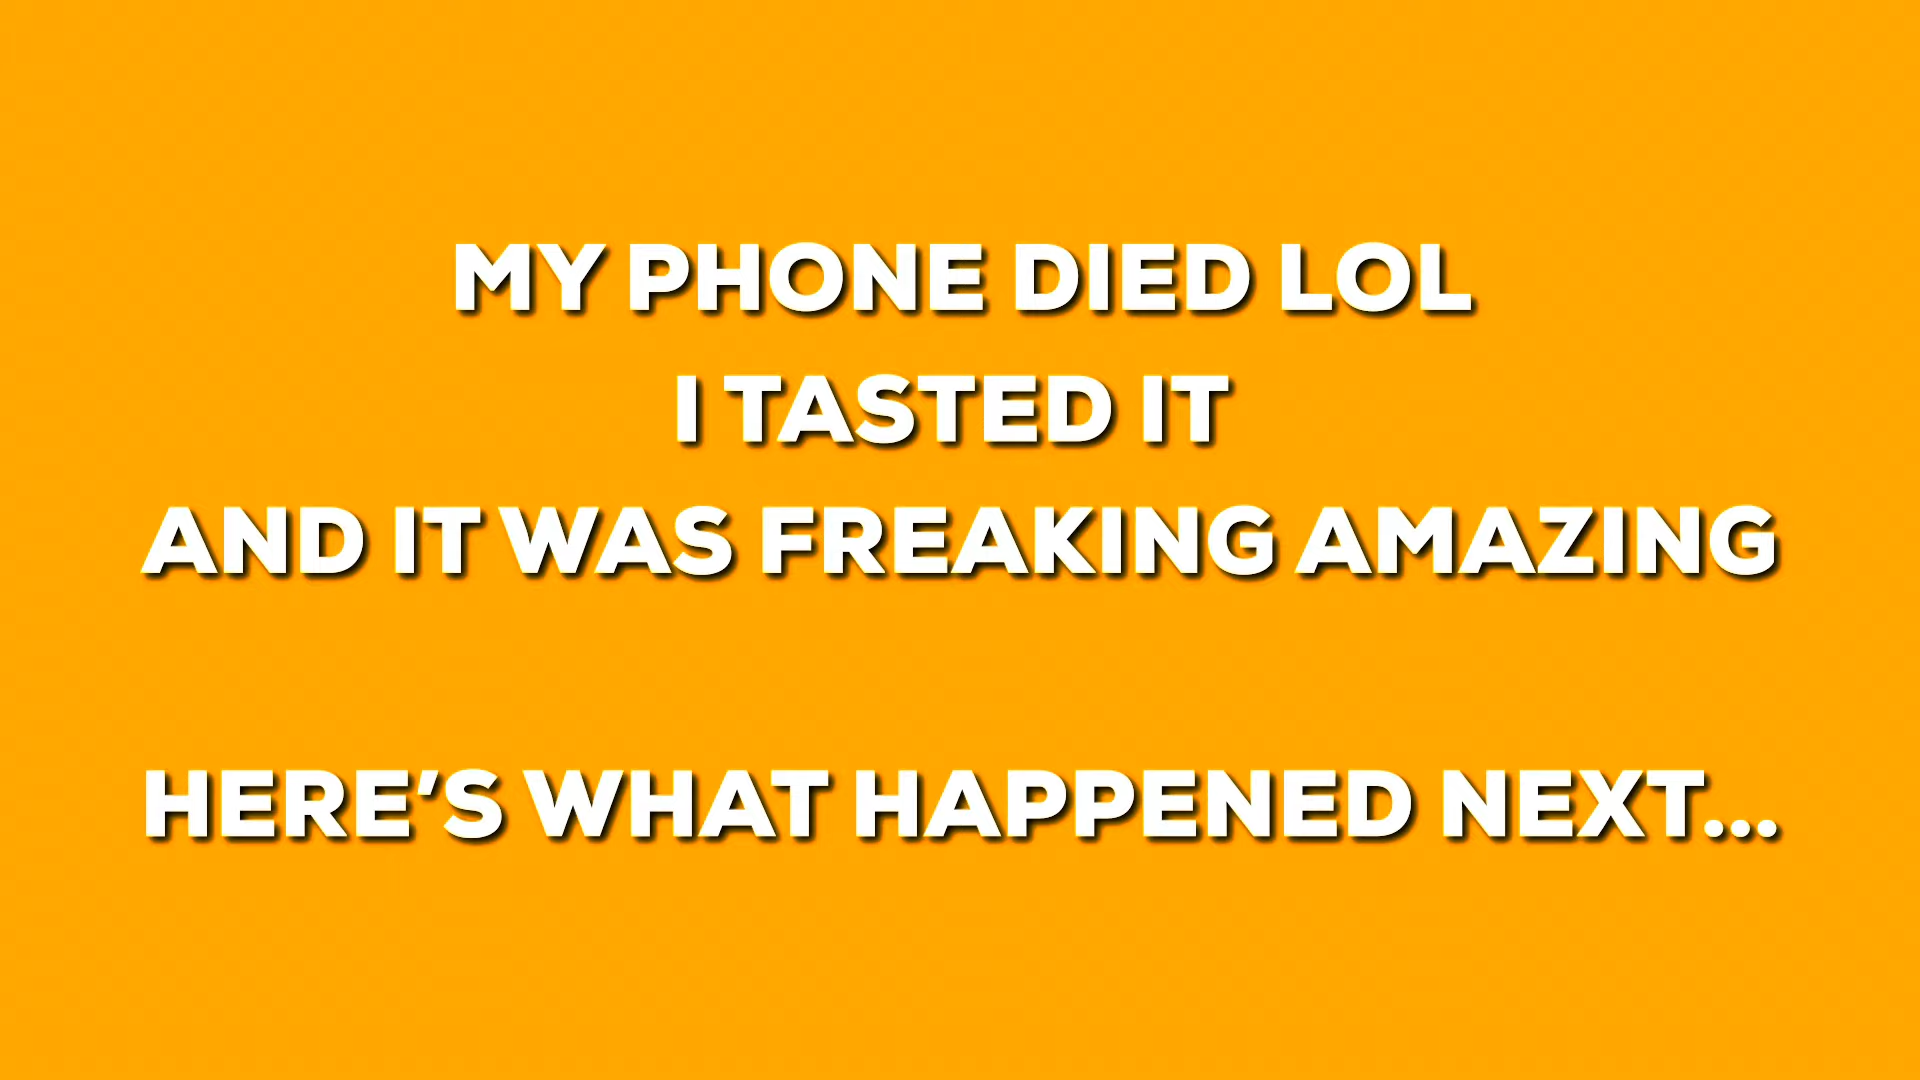 MY PHONE DIED LOL
I TASTED IT
AND IT WAS FREAKING AMAZING
HERE'S WHAT HAPPENED NEXT...